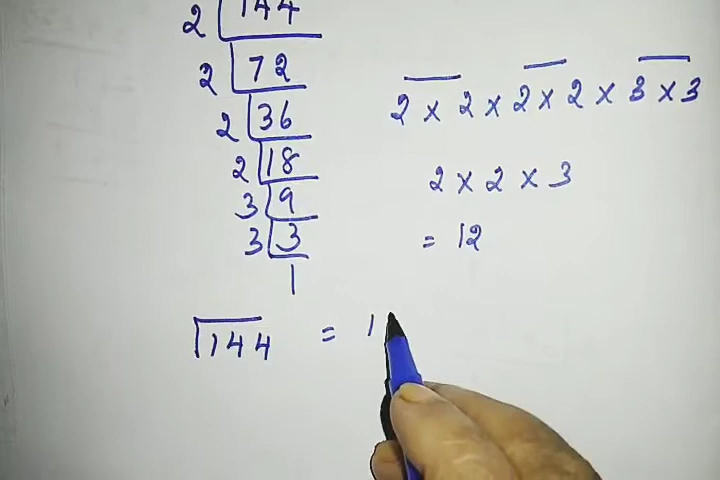 2 144
2 72
2 36
2 18
3 9
3 3
1
2 × 2 × 2 × 2 × 3 × 3
2 × 2 × 3
= 12
√144 = 1